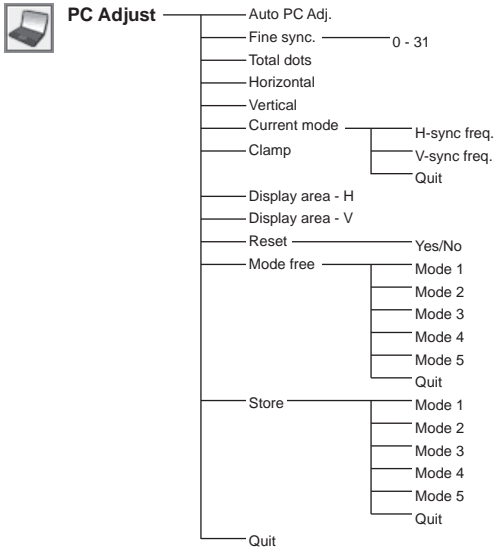 PC Adjust
Auto PC Adj.
Fine sync.
0 - 31
Total dots
Horizontal
Vertical
Current mode
H-sync freq.
V-sync freq.
Quit
Clamp
Display area - H
Display area - V
Reset
Yes/No
Mode free
Mode 1
Mode 2
Mode 3
Mode 4
Mode 5
Quit
Store
Mode 1
Mode 2
Mode 3
Mode 4
Mode 5
Quit
Quit